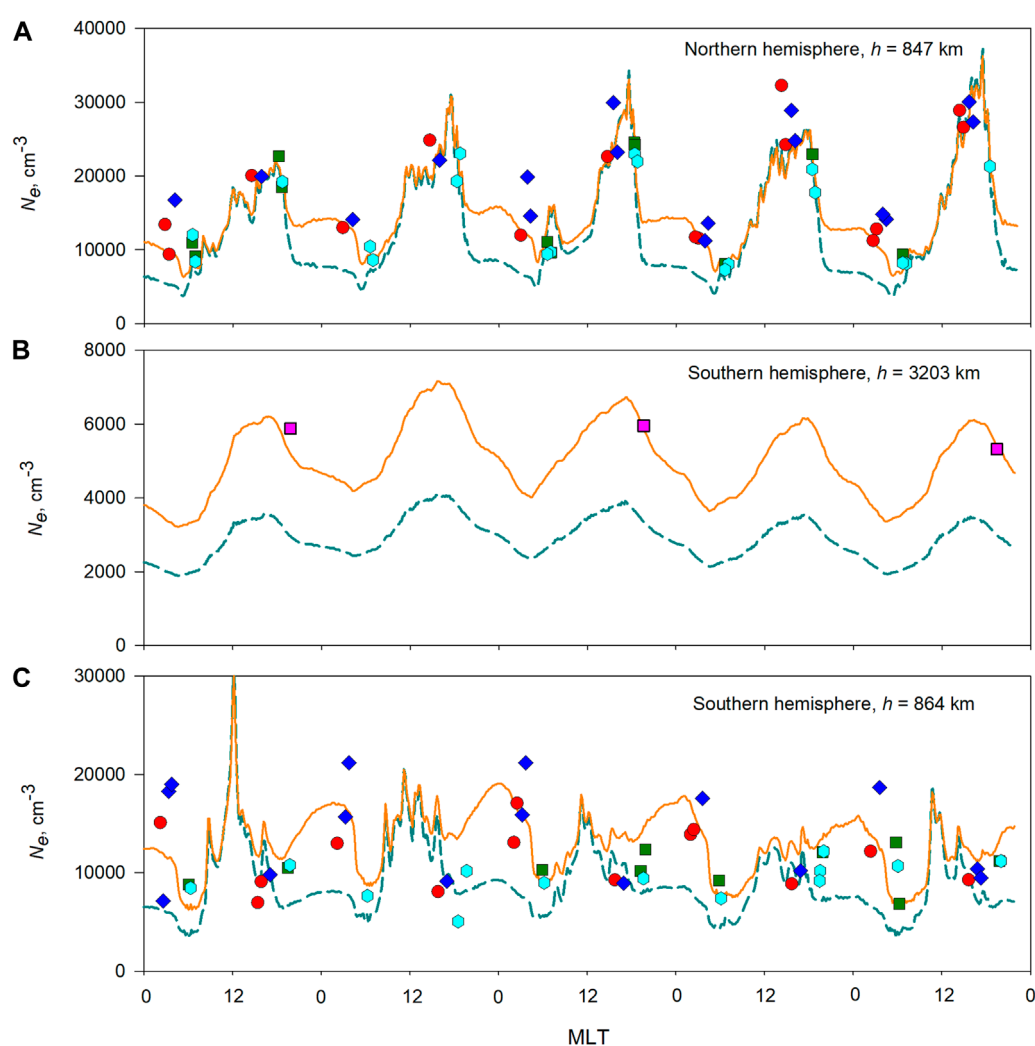 A
40000
Northern hemisphere, h = 847 km
30000
Ne, cm-3
20000
10000
0
B
8000
Southern hemisphere, h = 3203 km
6000
Ne, cm-3
4000
2000
0
C
30000
Southern hemisphere, h = 864 km
20000
Ne, cm-3
10000
0
0 12 0 12 0 12 0 12 0 12 0
MLT